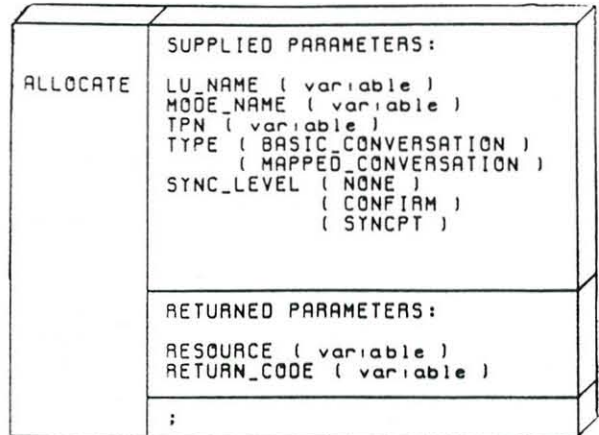 SUPPLIED PARAMETERS:
ALLOCATE
LU_NAME ( variable )
MODE_NAME ( variable )
TPN ( variable )
TYPE ( BASIC_CONVERSATION )
( MAPPED_CONVERSATION )
SYNC_LEVEL ( NONE )
( CONFIRM )
( SYNCPT )
RETURNED PARAMETERS:
RESOURCE ( variable )
RETURN_CODE ( variable )
;